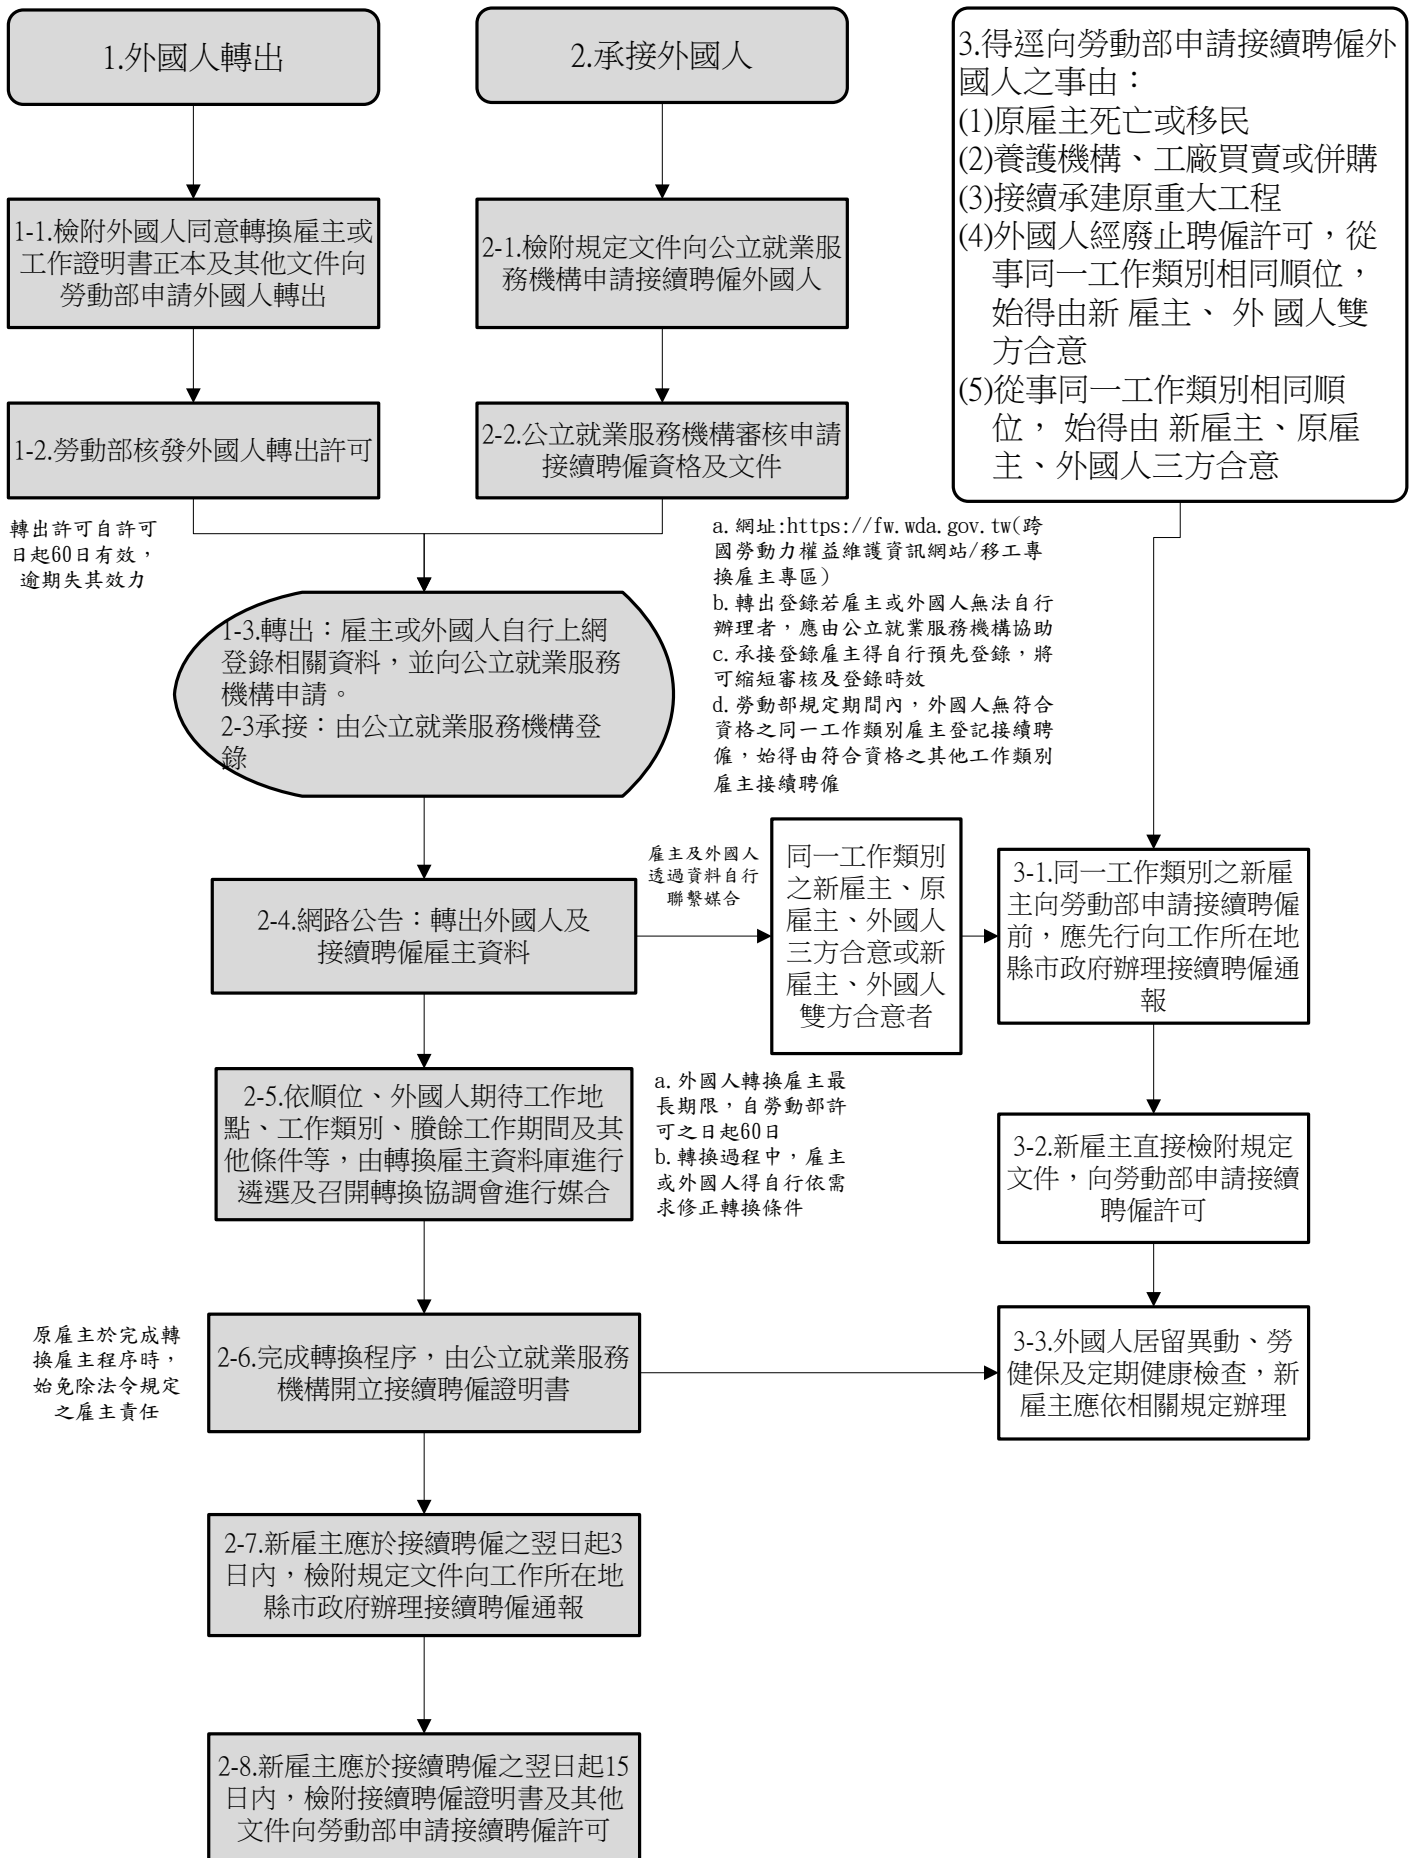 1.外國人轉出
2.承接外國人
3.得逕向勞動部申請接續聘僱外
國人之事由：
(1)原雇主死亡或移民
(2)養護機構、工廠買賣或併購
(3)接續承建原重大工程
(4)外國人經廢止聘僱許可，從
事同一工作類別相同順位，
始得由新 雇主、 外 國人雙
方合意
(5)從事同一工作類別相同順
位， 始得由 新雇主、原雇
主、外國人三方合意
1-1.檢附外國人同意轉換雇主或
工作證明書正本及其他文件向
勞動部申請外國人轉出
2-1.檢附規定文件向公立就業服
務機構申請接續聘僱外國人
1-2.勞動部核發外國人轉出許可
2-2.公立就業服務機構審核申請
接續聘僱資格及文件
轉出許可自許可
日起60日有效，
逾期失其效力
a.網址:https://fw.wda.gov.tw(跨
國勞動力權益維護資訊網站/移工專
換雇主專區)
b.轉出登錄若雇主或外國人無法自行
辦理者，應由公立就業服務機構協助
c.承接登錄雇主得自行預先登錄，將
可縮短審核及登錄時效
d.勞動部規定期間內，外國人無符合
資格之同一工作類別雇主登記接續聘
僱，始得由符合資格之其他工作類別
雇主接續聘僱
1-3.轉出：雇主或外國人自行上網
登錄相關資料，並向公立就業服務
機構申請。
2-3承接：由公立就業服務機構登
錄
2-4.網路公告：轉出外國人及
接續聘僱雇主資料
雇主及外國人
透過資料自行
聯繫媒合
同一工作類別
之新雇主、原
雇主、外國人
三方合意或新
雇主、外國人
雙方合意者
3-1.同一工作類別之新雇
主向勞動部申請接續聘僱
前，應先行向工作所在地
縣市政府辦理接續聘僱通
報
2-5.依順位、外國人期待工作地
點、工作類別、賸餘工作期間及其
他條件等，由轉換雇主資料庫進行
遴選及召開轉換協調會進行媒合
a.外國人轉換雇主最
長期限，自勞動部許
可之日起60日
b.轉換過程中，雇主
或外國人得自行依需
求修正轉換條件
3-2.新雇主直接檢附規定
文件，向勞動部申請接續
聘僱許可
原雇主於完成轉
換雇主程序時，
始免除法令規定
之雇主責任
2-6.完成轉換程序，由公立就業服務
機構開立接續聘僱證明書
3-3.外國人居留異動、勞
健保及定期健康檢查，新
雇主應依相關規定辦理
2-7.新雇主應於接續聘僱之翌日起3
日內，檢附規定文件向工作所在地
縣市政府辦理接續聘僱通報
2-8.新雇主應於接續聘僱之翌日起15
日內，檢附接續聘僱證明書及其他
文件向勞動部申請接續聘僱許可